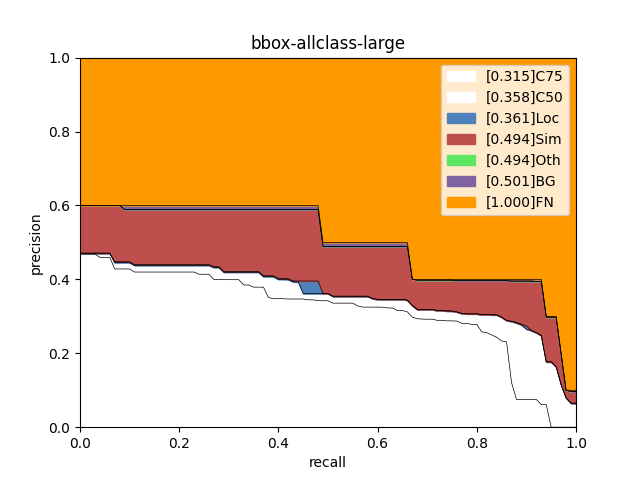 bbox-allclass-large
precision
1.0
0.8
0.6
0.4
0.2
0.0
[0.315]C75
[0.358]C50
[0.361]Loc
[0.494]Sim
[0.494]Oth
[0.501]BG
[1.000]FN
0.0 0.2 0.4 0.6 0.8 1.0
recall